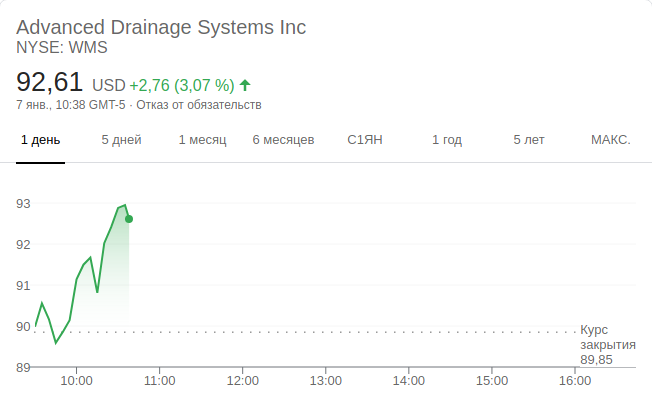 Advanced Drainage Systems Inc
NYSE: WMS
92,61 USD +2,76 (3,07 %)
7 янв., 10:38 GMT-5 · Отказ от обязательств
1 день 5 дней 1 месяц 6 месяцев С1ЯН 1 год 5 лет МАКС.
93
92
91
90
89
Курс
закрытия
89,85
10:00 11:00 12:00 13:00 14:00 15:00 16:00